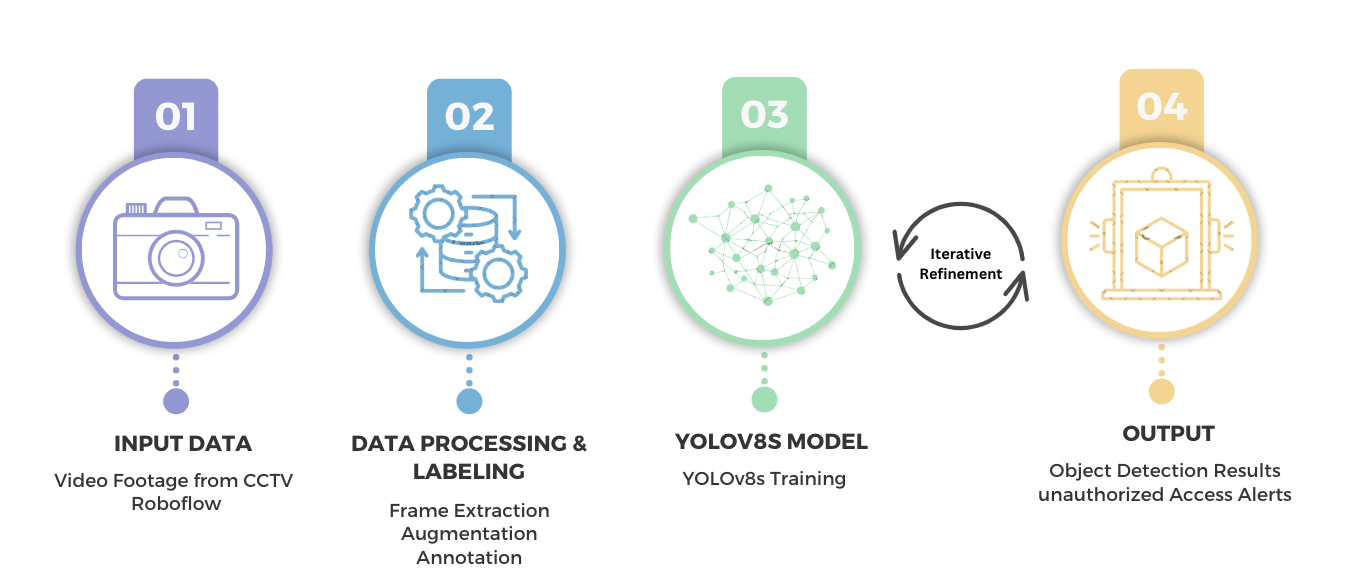 01
INPUT DATA
Video Footage from CCTV
Roboflow
02
DATA PROCESSING &
LABELING
Frame Extraction
Augmentation
Annotation
03
YOLOV8S MODEL
YOLOv8s Training
Iterative
Refinement
04
OUTPUT
Object Detection Results
unauthorized Access Alerts